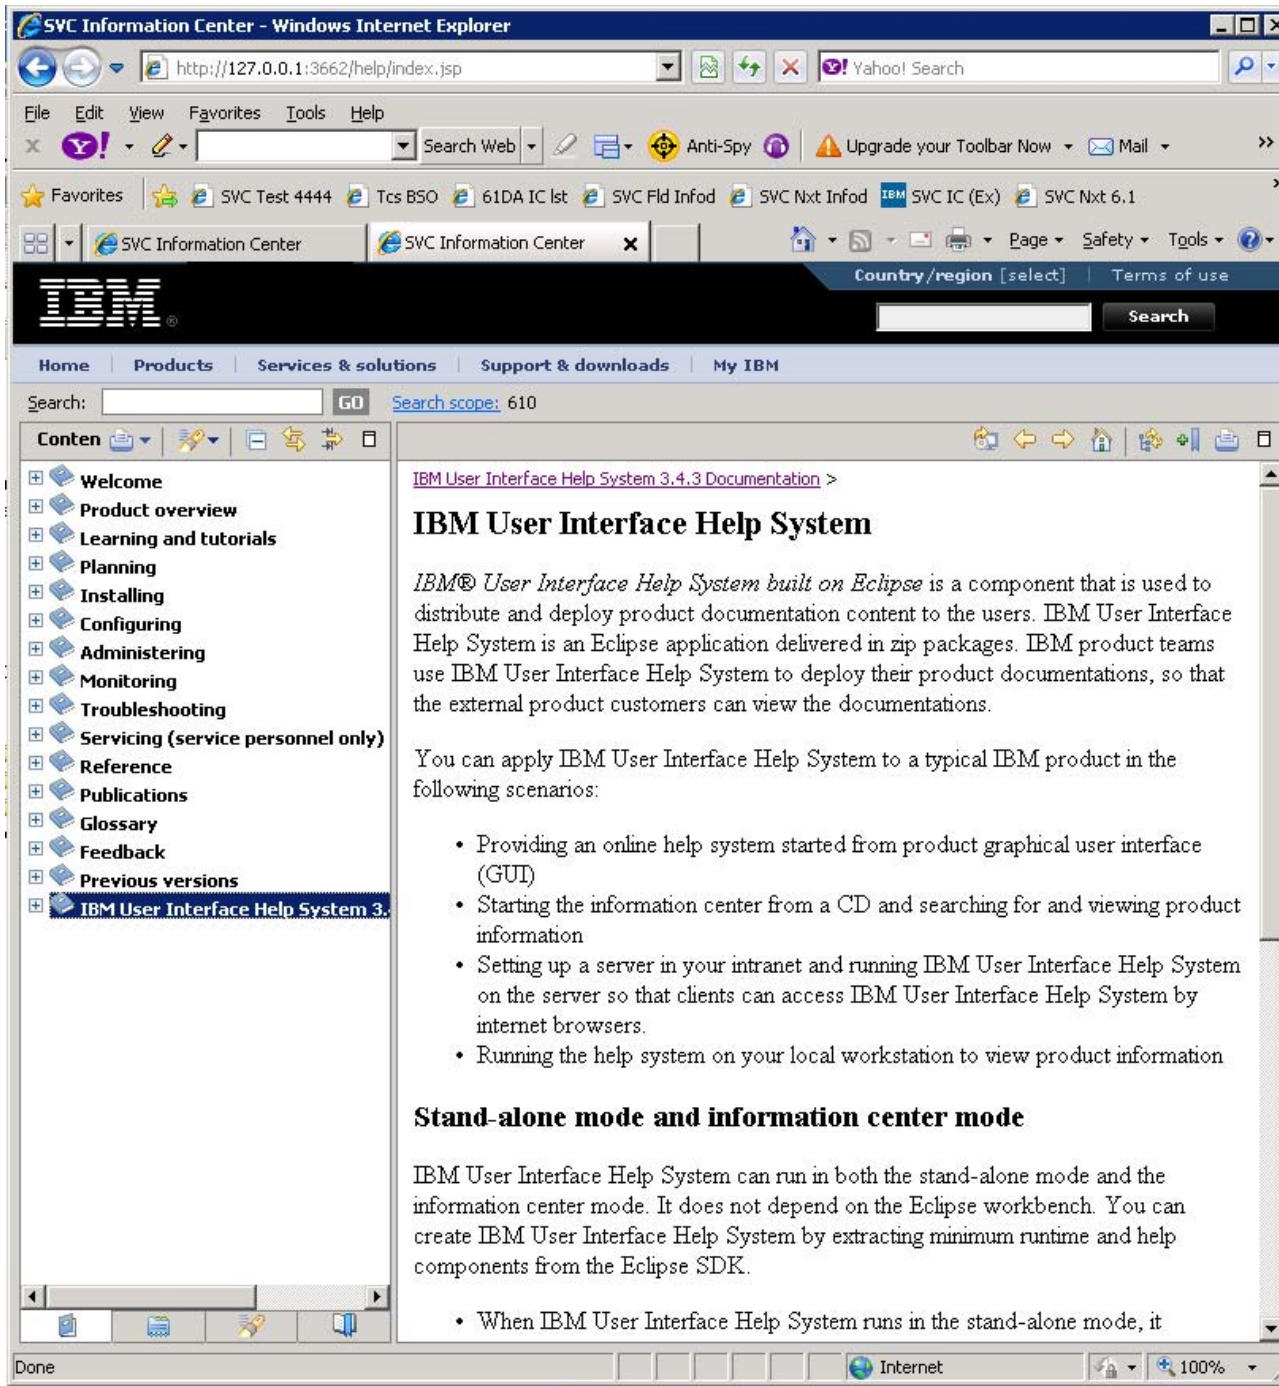 SVC Information Center - Windows Internet Explorer
http://127.0.0.1:3662/help/index.jsp
Yahoo! Search
File Edit View Favorites Tools Help
Y! Search Web Anti-Spy Upgrade your Toolbar Now Mail »
Favorites SVC Test 4444 Tcs BSO 61DA IC lst SVC Fld Infod SVC Nxt Infod IBM SVC IC (Ex) SVC Nxt 6.1
SVC Information Center SVC Information Center Page Safety Tools
Country/region [select] Terms of use
IBM®
Search
Home Products Services & solutions Support & downloads My IBM
Search: GO Search scope: 610
Conten
Welcome
Product overview
Learning and tutorials
Planning
Installing
Configuring
Administering
Monitoring
Troubleshooting
Servicing (service personnel only)
Reference
Publications
Glossary
Feedback
Previous versions
IBM User Interface Help System 3.
IBM User Interface Help System 3.4.3 Documentation >
IBM User Interface Help System
IBM® User Interface Help System built on Eclipse is a component that is used to
distribute and deploy product documentation content to the users. IBM User Interface
Help System is an Eclipse application delivered in zip packages. IBM product teams
use IBM User Interface Help System to deploy their product documentations, so that
the external product customers can view the documentations.
You can apply IBM User Interface Help System to a typical IBM product in the
following scenarios:
• Providing an online help system started from product graphical user interface
(GUI)
• Starting the information center from a CD and searching for and viewing product
information
• Setting up a server in your intranet and running IBM User Interface Help System
on the server so that clients can access IBM User Interface Help System by
internet browsers.
• Running the help system on your local workstation to view product information
Stand-alone mode and information center mode
IBM User Interface Help System can run in both the stand-alone mode and the
information center mode. It does not depend on the Eclipse workbench. You can
create IBM User Interface Help System by extracting minimum runtime and help
components from the Eclipse SDK.
• When IBM User Interface Help System runs in the stand-alone mode, it
Done Internet 100%